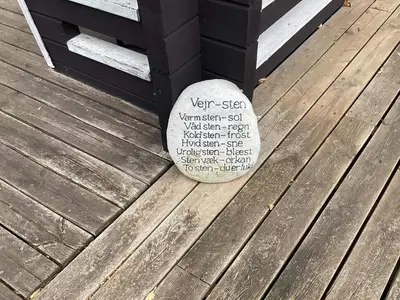 Vejr-sten
Varm sten - sol
Våd sten - regn
Kold sten - frost
Hvid sten - sne
Urolig sten - blæst
Sten væk - orkan
To sten - du er fuld